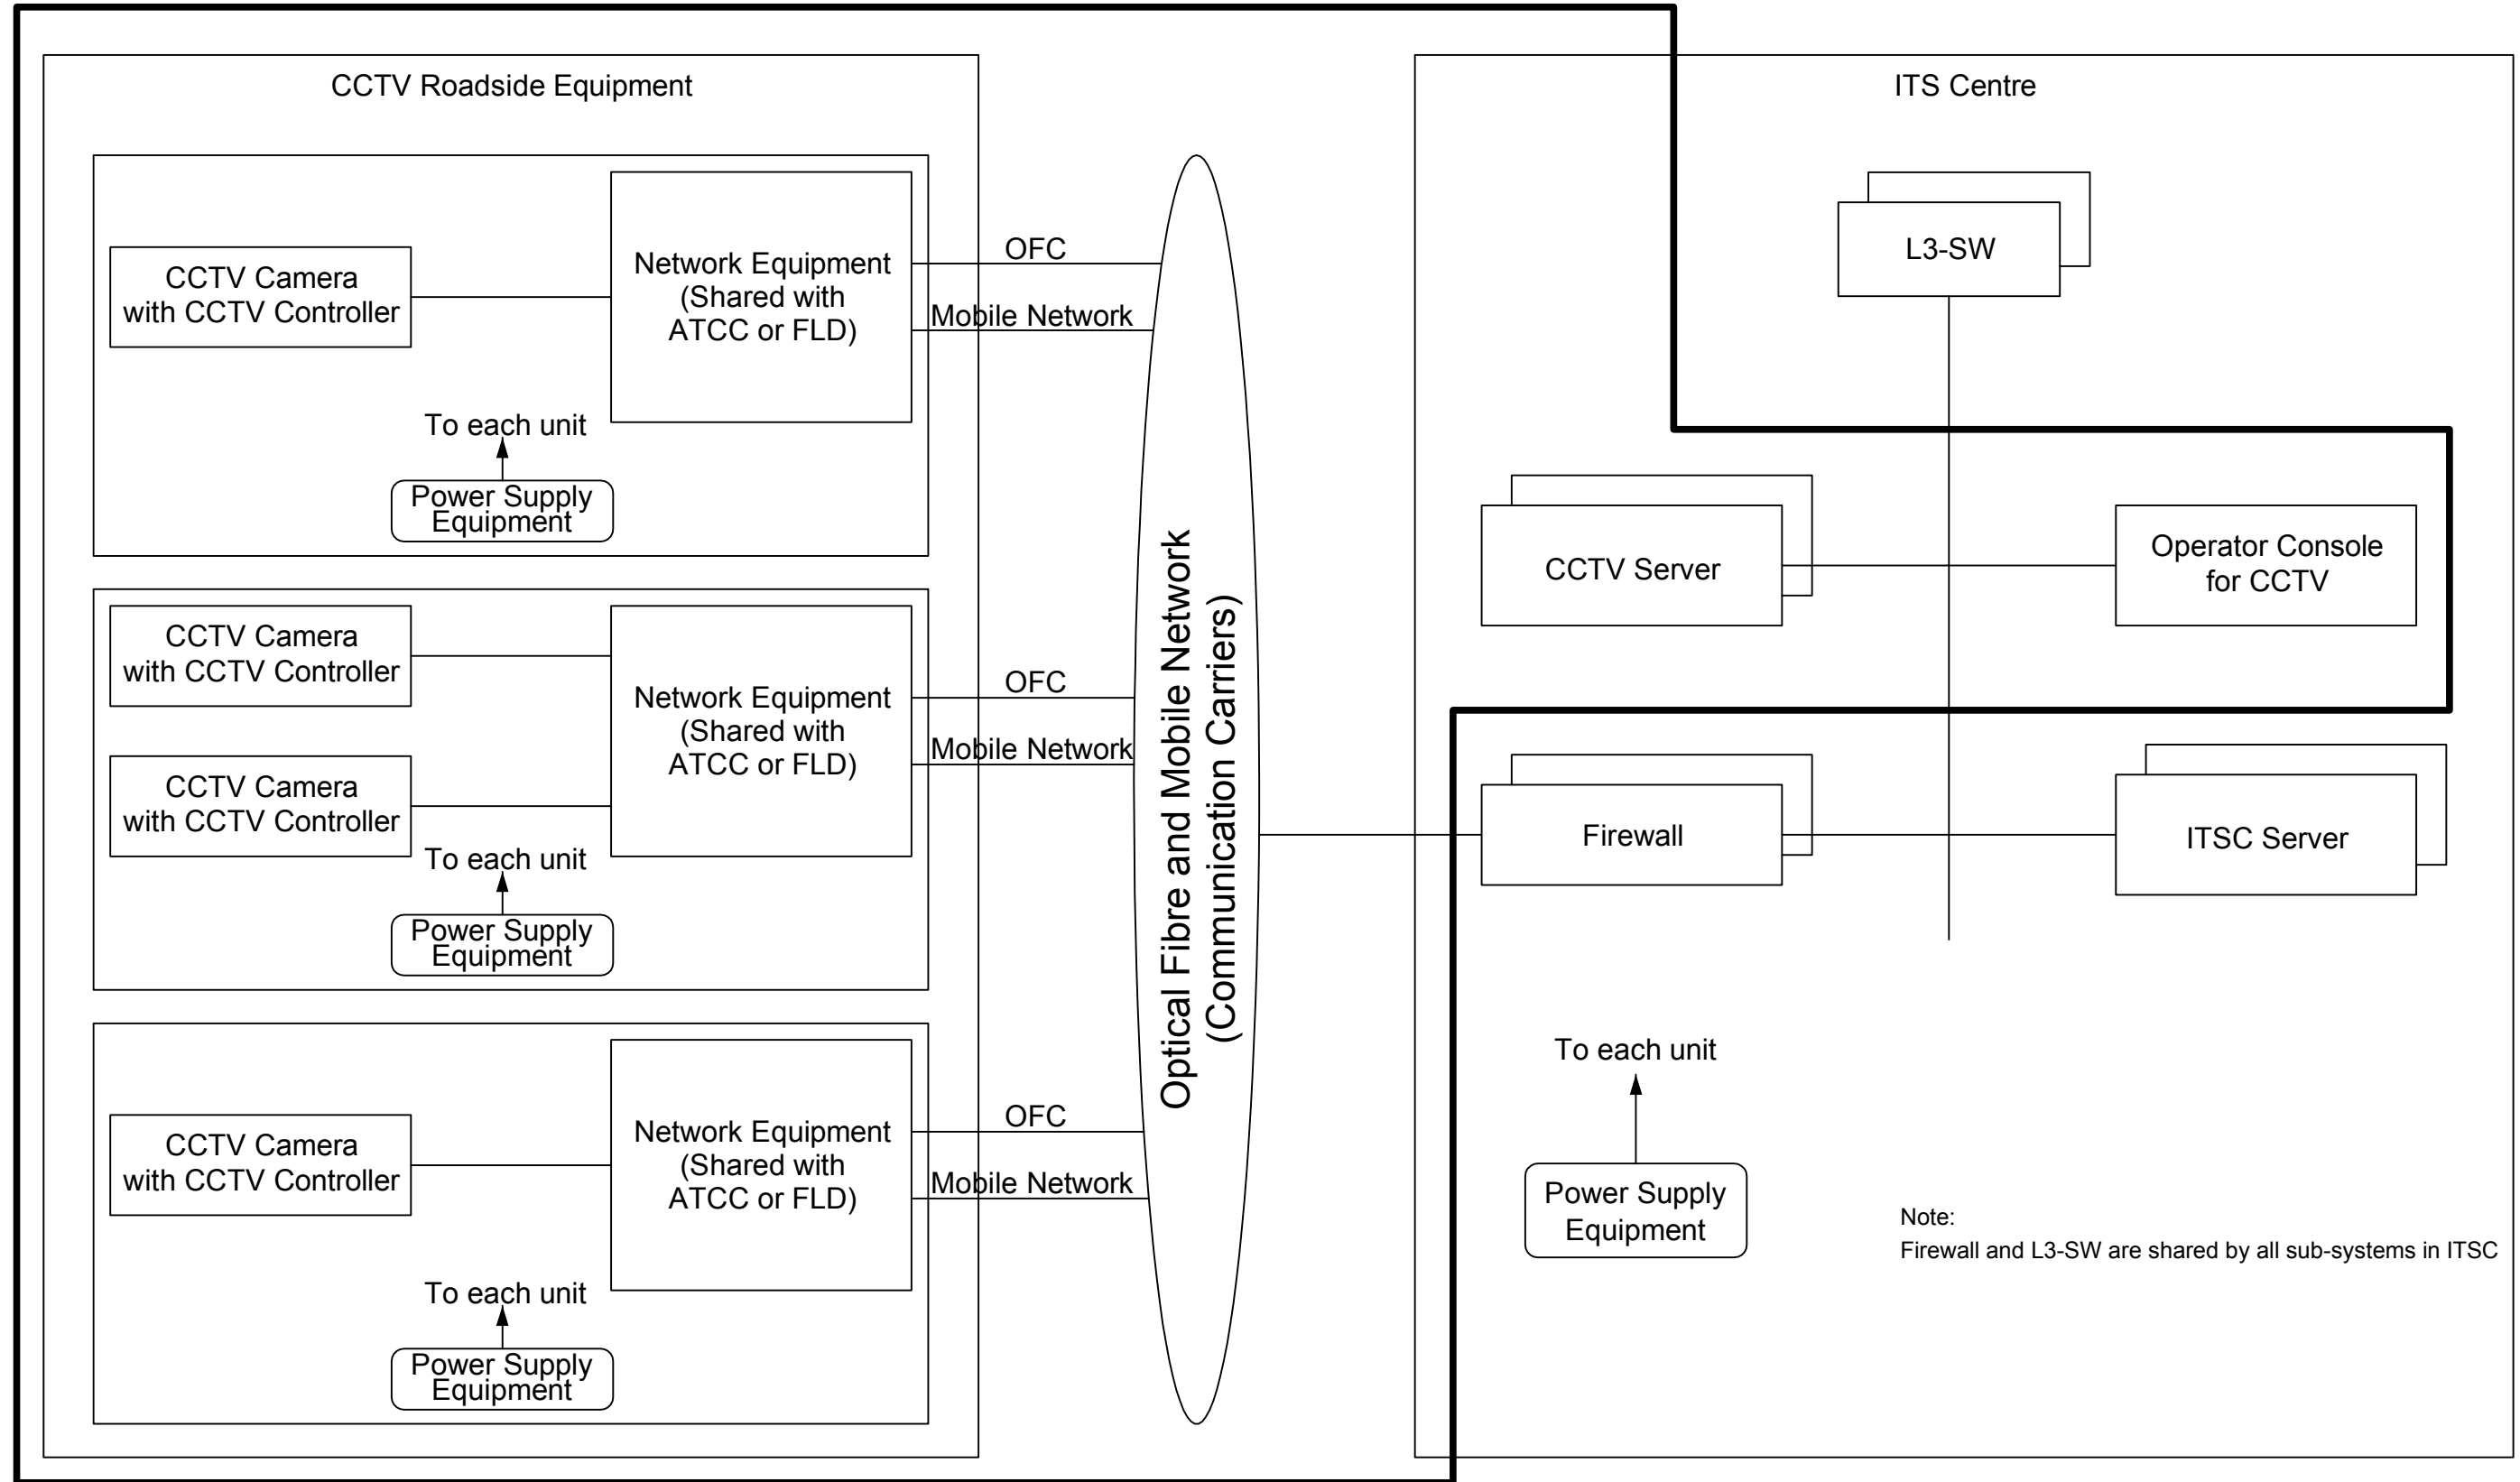 CCTV Roadside Equipment
CCTV Camera
with CCTV Controller
Network Equipment
(Shared with
ATCC or FLD)
To each unit
Power Supply
Equipment
OFC
Mobile Network
CCTV Camera
with CCTV Controller
CCTV Camera
with CCTV Controller
Network Equipment
(Shared with
ATCC or FLD)
To each unit
Power Supply
Equipment
OFC
Mobile Network
CCTV Camera
with CCTV Controller
Network Equipment
(Shared with
ATCC or FLD)
To each unit
Power Supply
Equipment
OFC
Mobile Network
Optical Fibre and Mobile Network
(Communication Carriers)
ITS Centre
L3-SW
CCTV Server
Operator Console
for CCTV
Firewall
ITSC Server
To each unit
Power Supply
Equipment
Note:
Firewall and L3-SW are shared by all sub-systems in ITSC